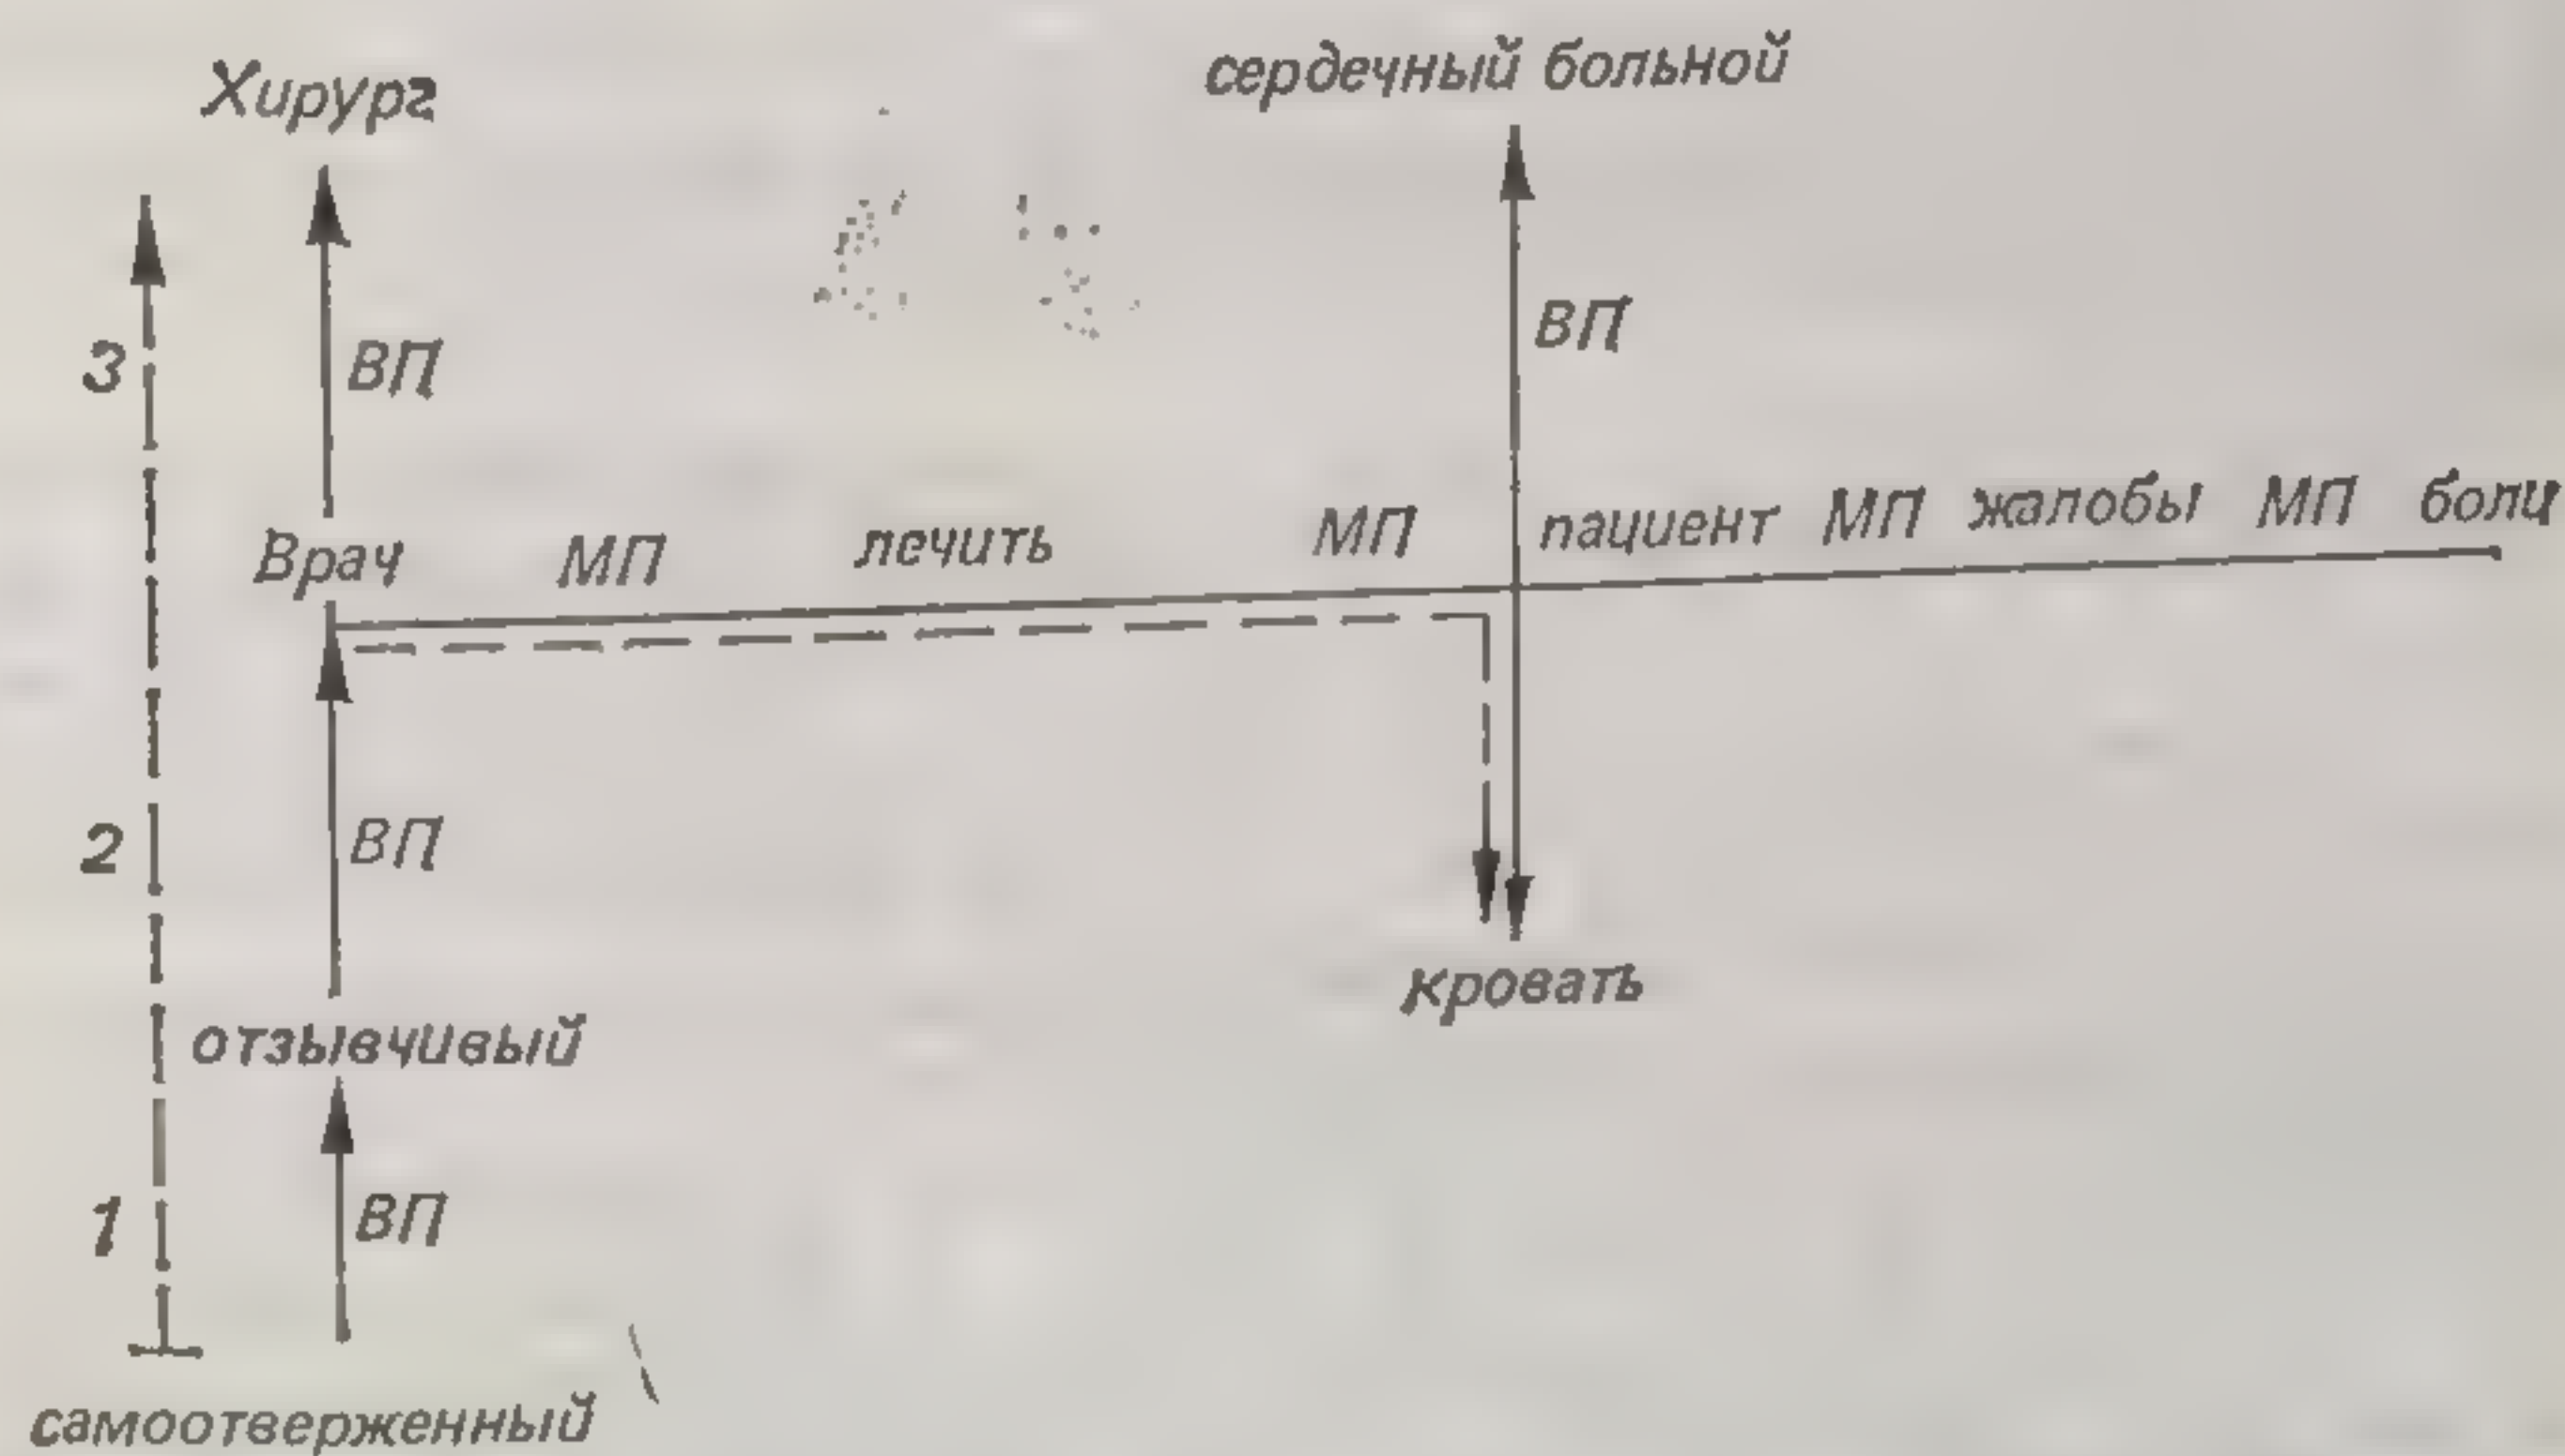 Хирург
сердечный больной
3
ВП
ВП
Врач МП лечить МП пациент МП жалобы МП боли
2
ВП
кровать
отзывчивый
1
ВП
самоотверженный